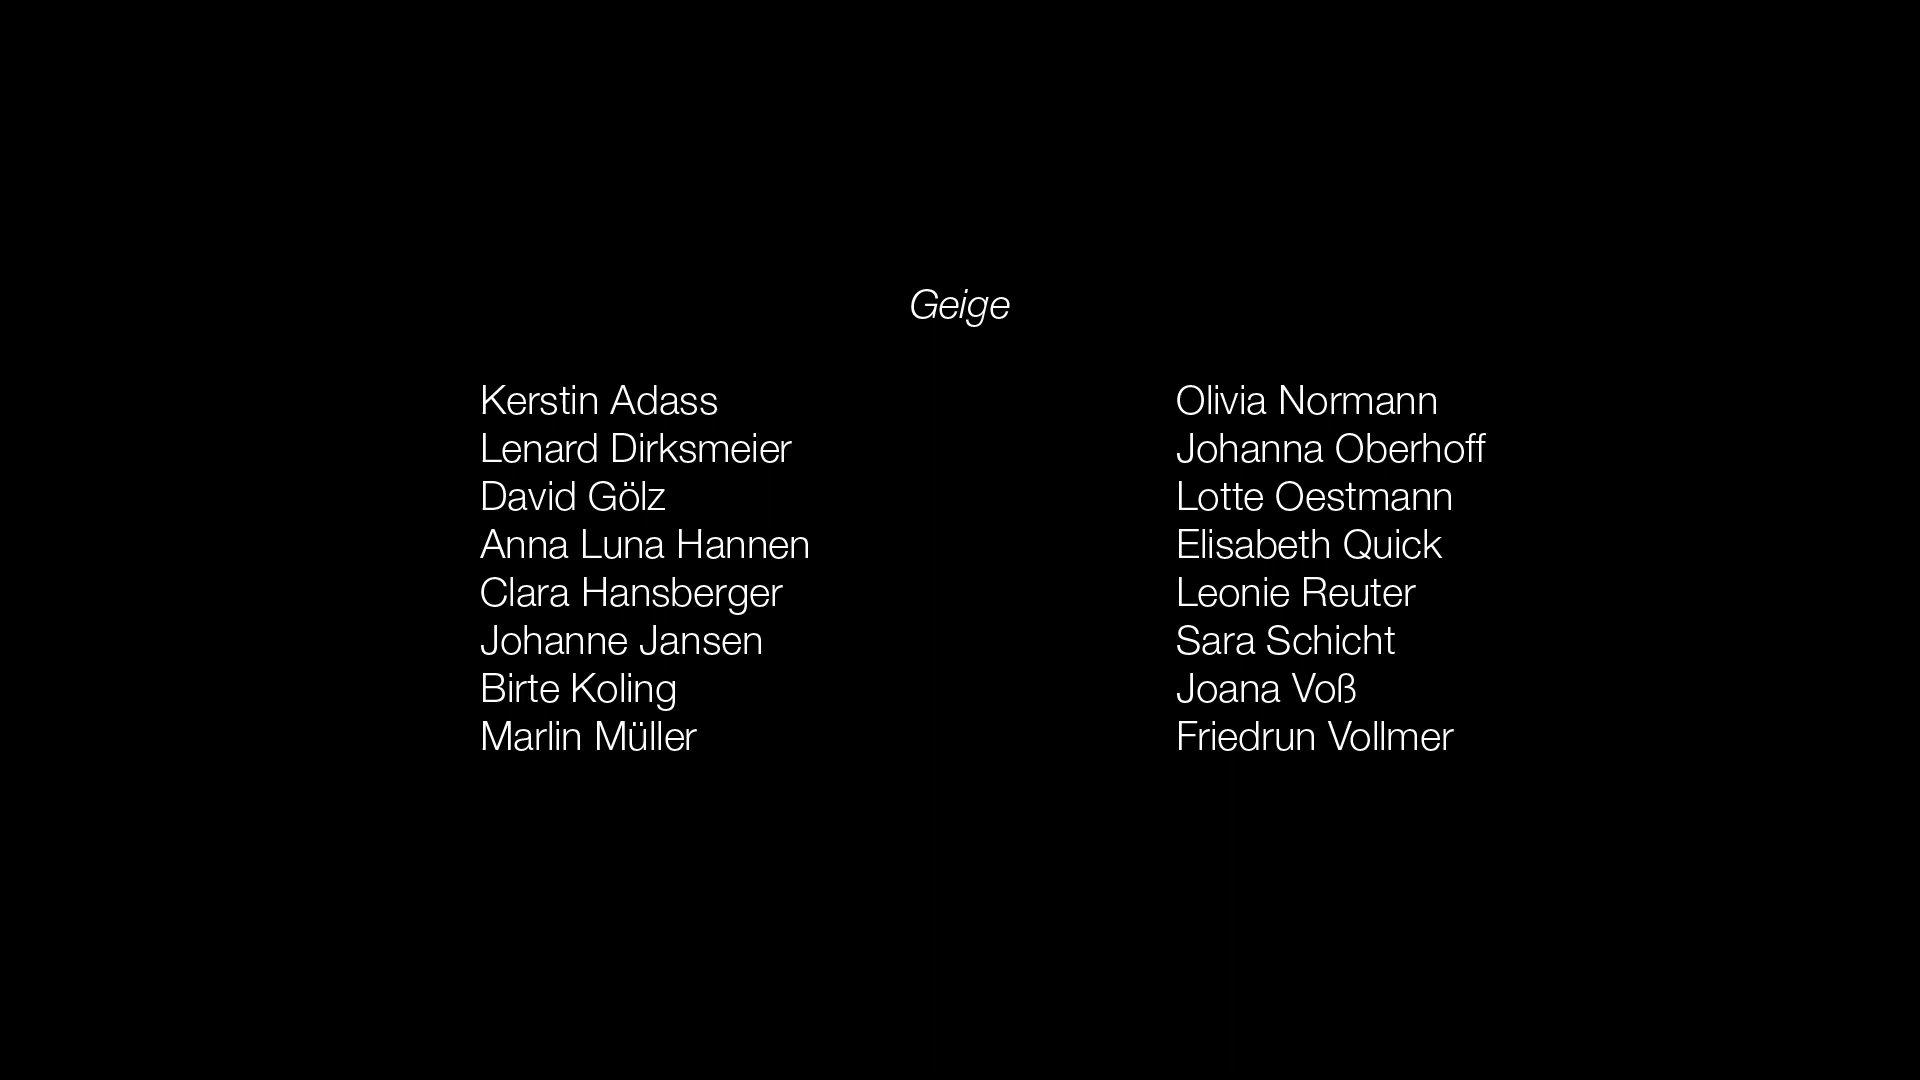 Geige
Kerstin Adass
Lenard Dirksmeier
David Gölz
Anna Luna Hannen
Clara Hansberger
Johanne Jansen
Birte Koling
Marlin Müller
Olivia Normann
Johanna Oberhoff
Lotte Oestmann
Elisabeth Quick
Leonie Reuter
Sara Schicht
Joana Voß
Friedrun Vollmer